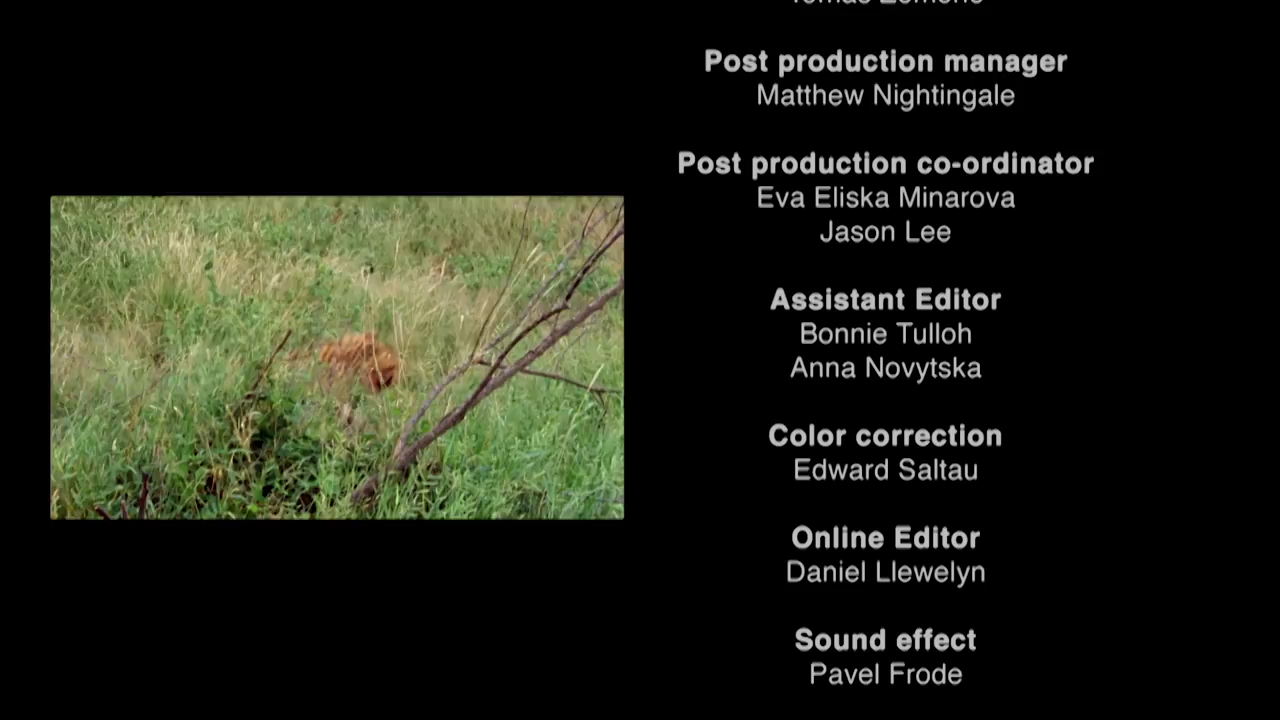 Post production manager
Matthew Nightingale
Post production co-ordinator
Eva Eliska Minarova
Jason Lee
Assistant Editor
Bonnie Tulloh
Anna Novytska
Color correction
Edward Saltau
Online Editor
Daniel Llewelyn
Sound effect
Pavel Frode